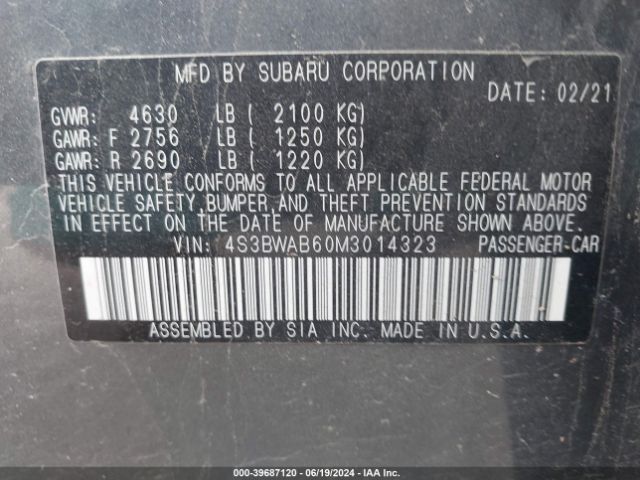 MFD BY SUBARU CORPORATION
DATE: 02/21
GVWR: 4630 LB ( 2100 KG)
GAWR: F 2756 LB ( 1250 KG)
GAWR: R 2690 LB ( 1220 KG)
THIS VEHICLE CONFORMS TO ALL APPLICABLE FEDERAL MOTOR
VEHICLE SAFETY, BUMPER, AND THEFT PREVENTION STANDARDS
IN EFFECT ON THE DATE OF MANUFACTURE SHOWN ABOVE.
VIN: 4S3BWAB60M3014323 PASSENGER-CAR
ASSEMBLED BY SIA INC. MADE IN U.S.A.
000-39687120 - 06/19/2024 - IAA Inc.